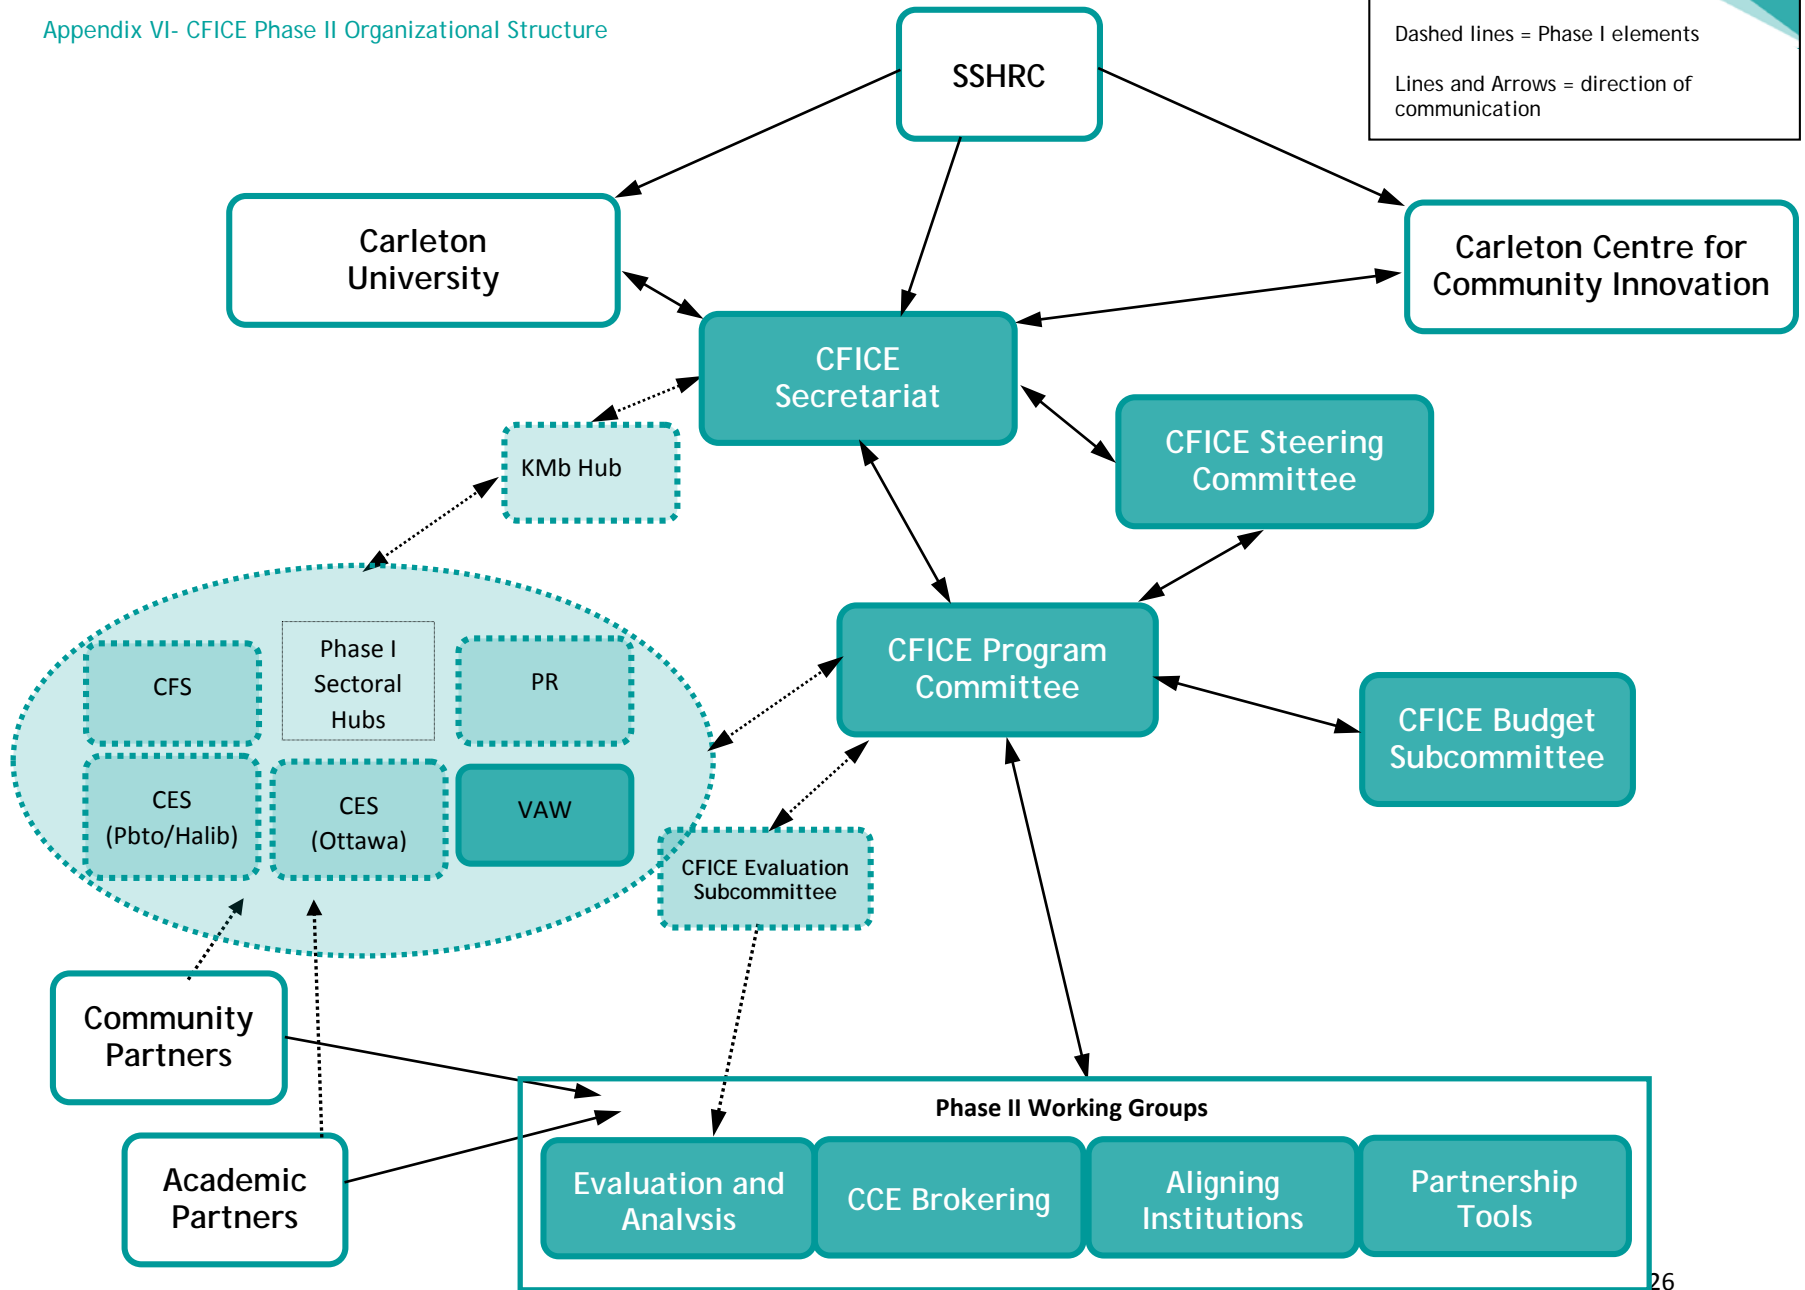 Appendix VI- CFICE Phase II Organizational Structure
Dashed lines = Phase I elements
Lines and Arrows = direction of
communication
SSHRC
Carleton
University
Carleton Centre for
Community Innovation
CFICE
Secretariat
CFICE Steering
Committee
KMb Hub
CFICE Program
Committee
CFICE Budget
Subcommittee
CFS
Phase I
Sectoral
Hubs
PR
CES
(Pbto/Halib)
CES
(Ottawa)
VAW
CFICE Evaluation
Subcommittee
Community
Partners
Academic
Partners
Phase II Working Groups
Evaluation and
Analysis
CCE Brokering
Aligning
Institutions
Partnership
Tools
26